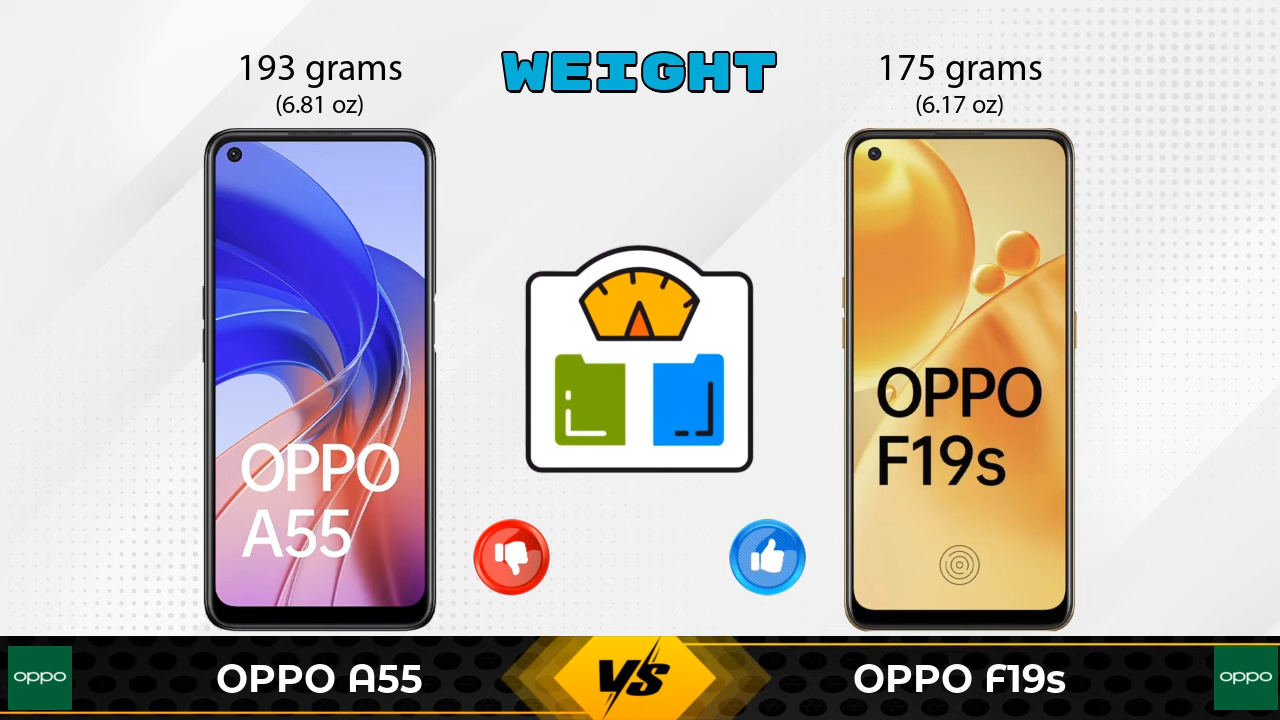 WEIGHT
193 grams
(6.81 oz)
175 grams
(6.17 oz)
OPPO
A55
OPPO
F19s
oppo
OPPO A55
VS
OPPO F19s
oppo